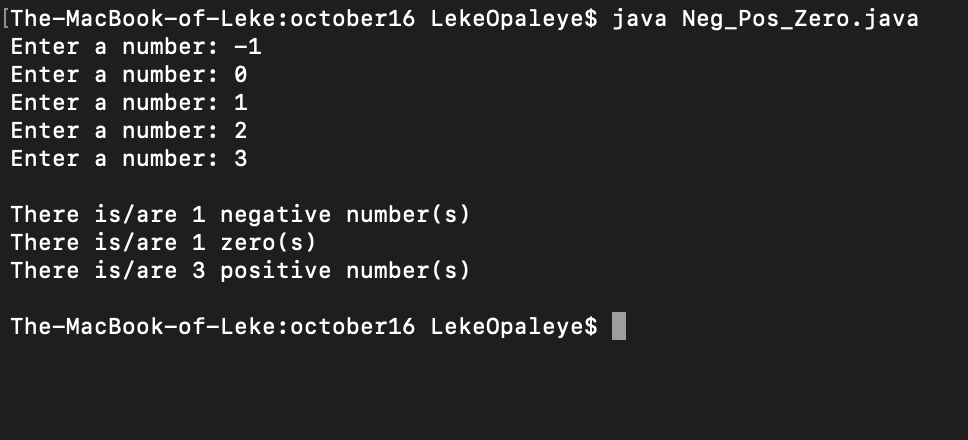 [The-MacBook-of-Leke:october16 LekeOpaleye$ java Neg_Pos_Zero.java
Enter a number: -1
Enter a number: 0
Enter a number: 1
Enter a number: 2
Enter a number: 3
There is/are 1 negative number(s)
There is/are 1 zero(s)
There is/are 3 positive number(s)
The-MacBook-of-Leke:october16 LekeOpaleye$